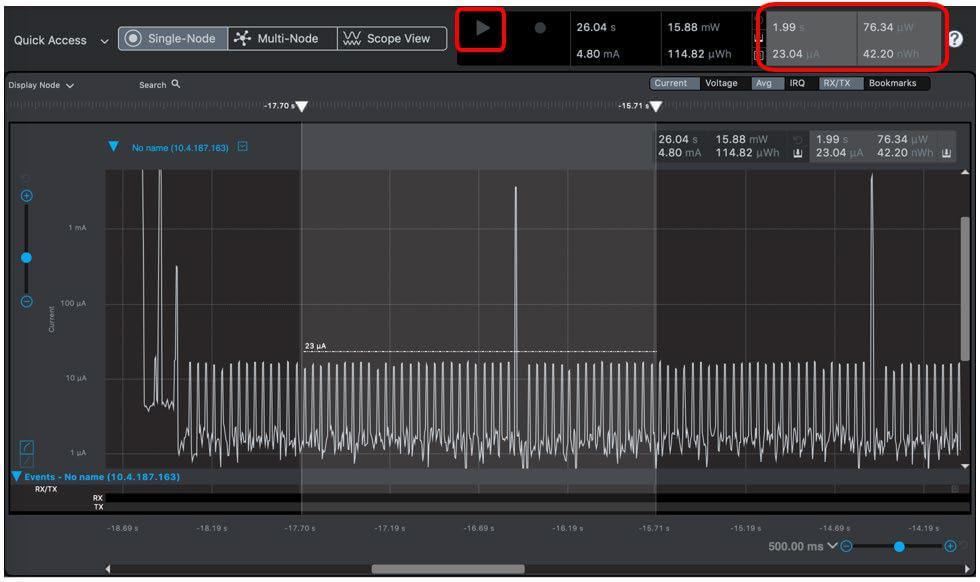 Quick Access
Single-Node
Multi-Node
Scope View
26.04 s
15.88 mW
4.80 mA
114.82 µWh
1.99 s
76.34 µW
23.04 µA
42.20 nWh
?
Display Node
Search
Current
Voltage
Avg
IRQ
RX/TX
Bookmarks
-17.70 s
-15.71 s
No name (10.4.187.163)
26.04 s 15.88 mW
4.80 mA 114.82 µWh
1.99 s 76.34 µW
23.04 µA 42.20 nWh
1 mA
100 µA
Current
23 µA
10 µA
1 µA
Events - No name (10.4.187.163)
RX/TX
RX
TX
-18.69 s
-18.19 s
-17.70 s
-17.19 s
-16.69 s
-16.19 s
-15.71 s
-15.19 s
-14.69 s
-14.19 s
500.00 ms